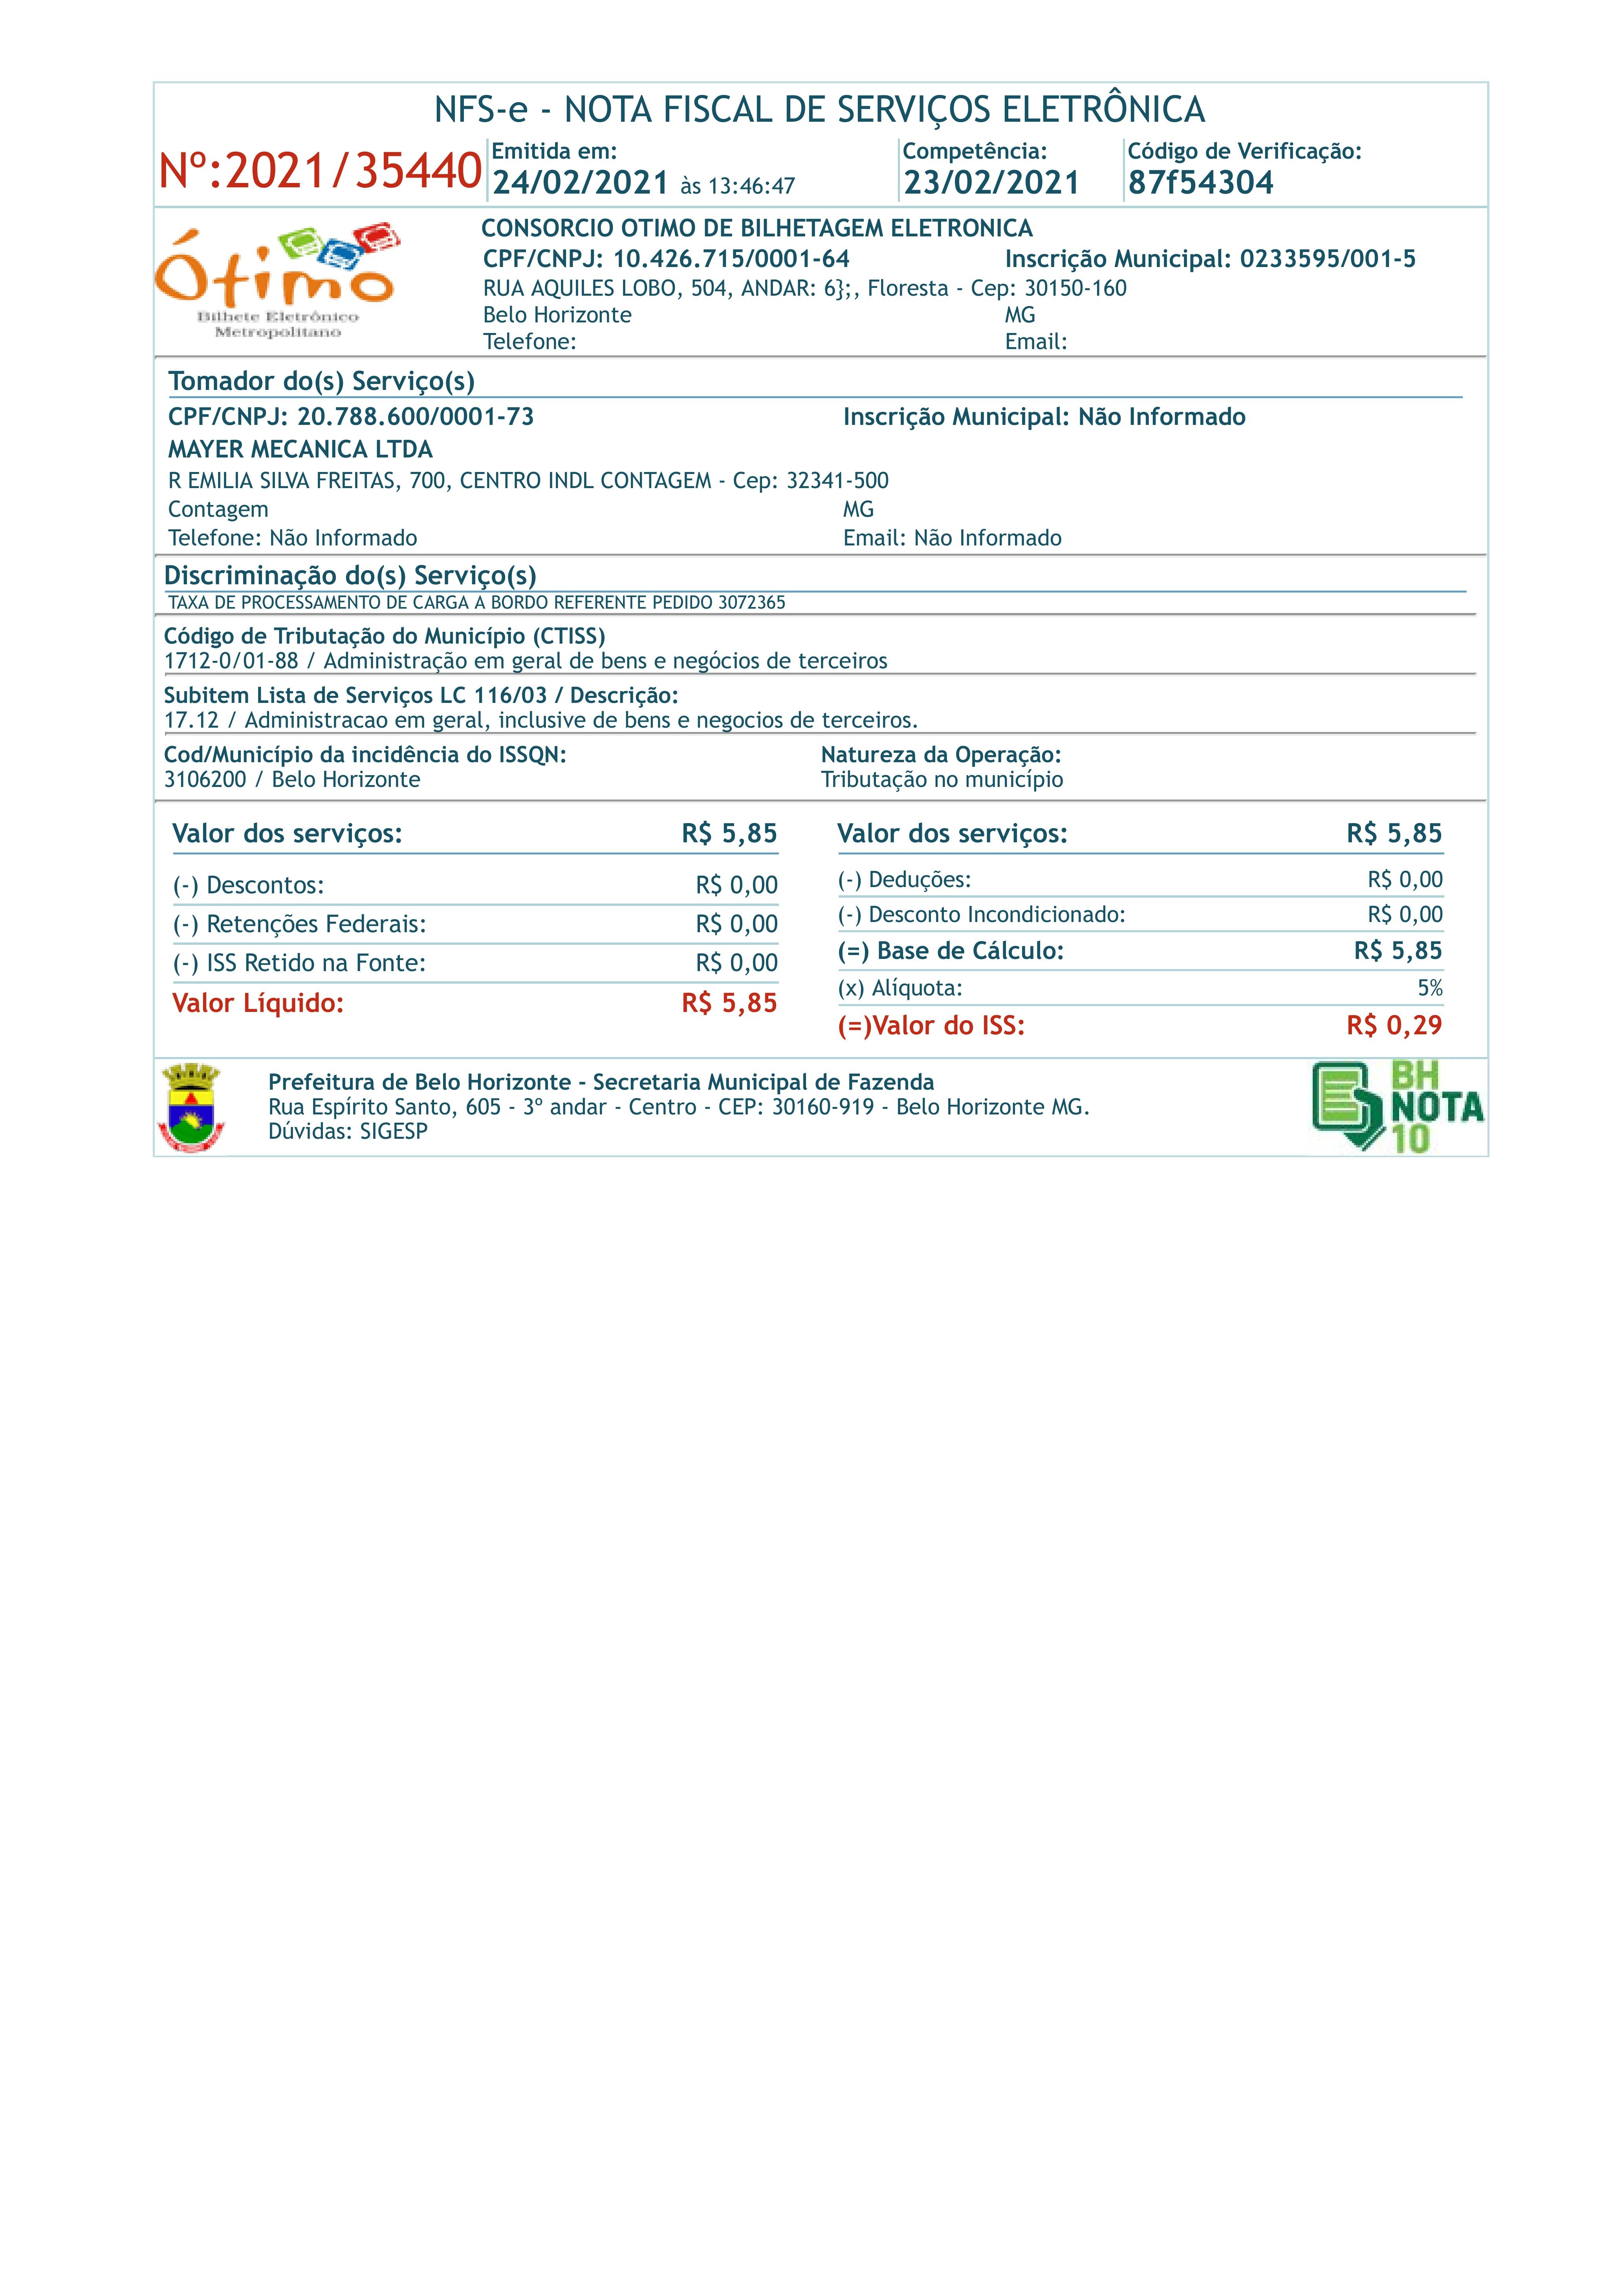 NFS-e - NOTA FISCAL DE SERVIÇOS ELETRÔNICA
Nº:2021/35440
Emitida em:
24/02/2021 às 13:46:47
Competência:
23/02/2021
Código de Verificação:
87f54304
Ótimo
Bilhete Eletrônico
Metropolitano
CONSORCIO OTIMO DE BILHETAGEM ELETRONICA
CPF/CNPJ: 10.426.715/0001-64 Inscrição Municipal: 0233595/001-5
RUA AQUILES LOBO, 504, ANDAR: 6};, Floresta - Cep: 30150-160
Belo Horizonte MG
Telefone: Email:
Tomador do(s) Serviço(s)
CPF/CNPJ: 20.788.600/0001-73 Inscrição Municipal: Não Informado
MAYER MECANICA LTDA
R EMILIA SILVA FREITAS, 700, CENTRO INDL CONTAGEM - Cep: 32341-500
Contagem MG
Telefone: Não Informado Email: Não Informado
Discriminação do(s) Serviço(s)
TAXA DE PROCESSAMENTO DE CARGA A BORDO REFERENTE PEDIDO 3072365
Código de Tributação do Município (CTISS)
1712-0/01-88 / Administração em geral de bens e negócios de terceiros
Subitem Lista de Serviços LC 116/03 / Descrição:
17.12 / Administracao em geral, inclusive de bens e negocios de terceiros.
Cod/Município da incidência do ISSQN: Natureza da Operação:
3106200 / Belo Horizonte Tributação no município
Valor dos serviços: R$ 5,85
(-) Descontos: R$ 0,00
(-) Retenções Federais: R$ 0,00
(-) ISS Retido na Fonte: R$ 0,00
Valor Líquido: R$ 5,85
Valor dos serviços: R$ 5,85
(-) Deduções: R$ 0,00
(-) Desconto Incondicionado: R$ 0,00
(=) Base de Cálculo: R$ 5,85
(x) Alíquota: 5%
(=)Valor do ISS: R$ 0,29
Prefeitura de Belo Horizonte - Secretaria Municipal de Fazenda
Rua Espírito Santo, 605 - 3º andar - Centro - CEP: 30160-919 - Belo Horizonte MG.
Dúvidas: SIGESP
BH
NOTA
10